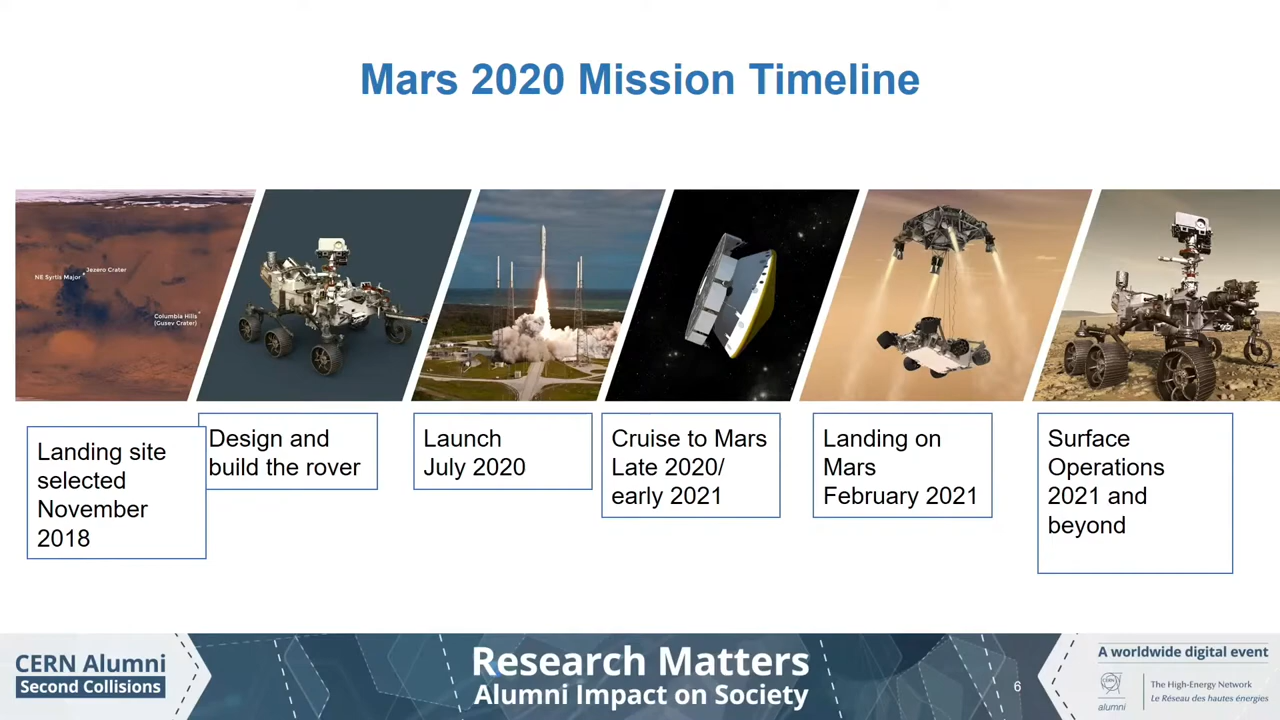 Mars 2020 Mission Timeline
Jezero Crater
NE Syrtis Major
Columbia Hills
(Gusev Crater)
Landing site
selected
November
2018
Design and
build the rover
Launch
July 2020
Cruise to Mars
Late 2020/
early 2021
Landing on
Mars
February 2021
Surface
Operations
2021 and
beyond
CERN Alumni
Second Collisions
Research Matters
Alumni Impact on Society
6
A worldwide digital event
CERN
alumni
The High-Energy Network
Le Réseau des hautes énergies